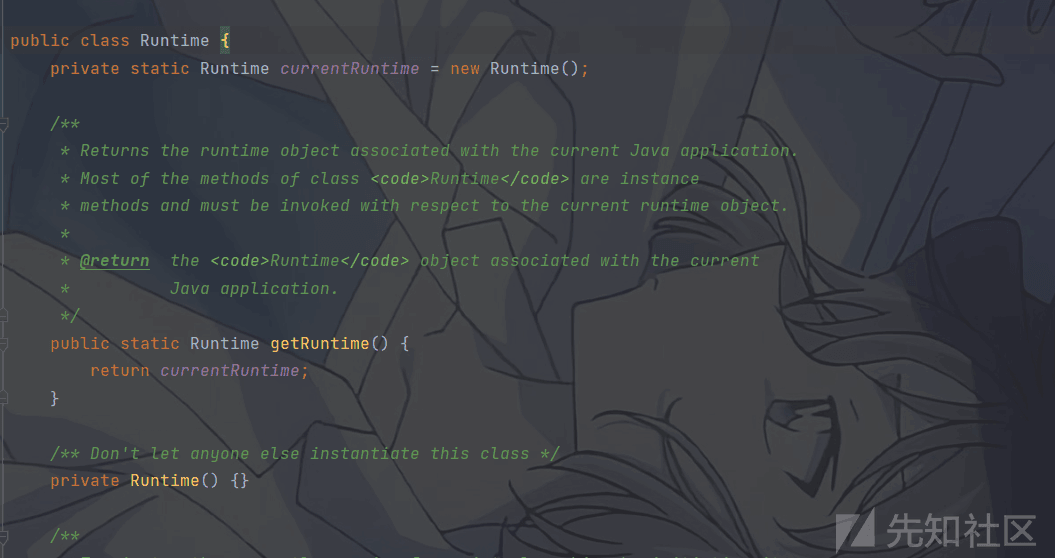 public class Runtime {
    private static Runtime currentRuntime = new Runtime();
    /**
     * Returns the runtime object associated with the current Java application.
     * Most of the methods of class <code>Runtime</code> are instance
     * methods and must be invoked with respect to the current runtime object.
     *
     * @return  the <code>Runtime</code> object associated with the current
     *          Java application.
     */
    public static Runtime getRuntime() {
        return currentRuntime;
    }
    /** Don't let anyone else instantiate this class */
    private Runtime() {}
    /**
先知社区